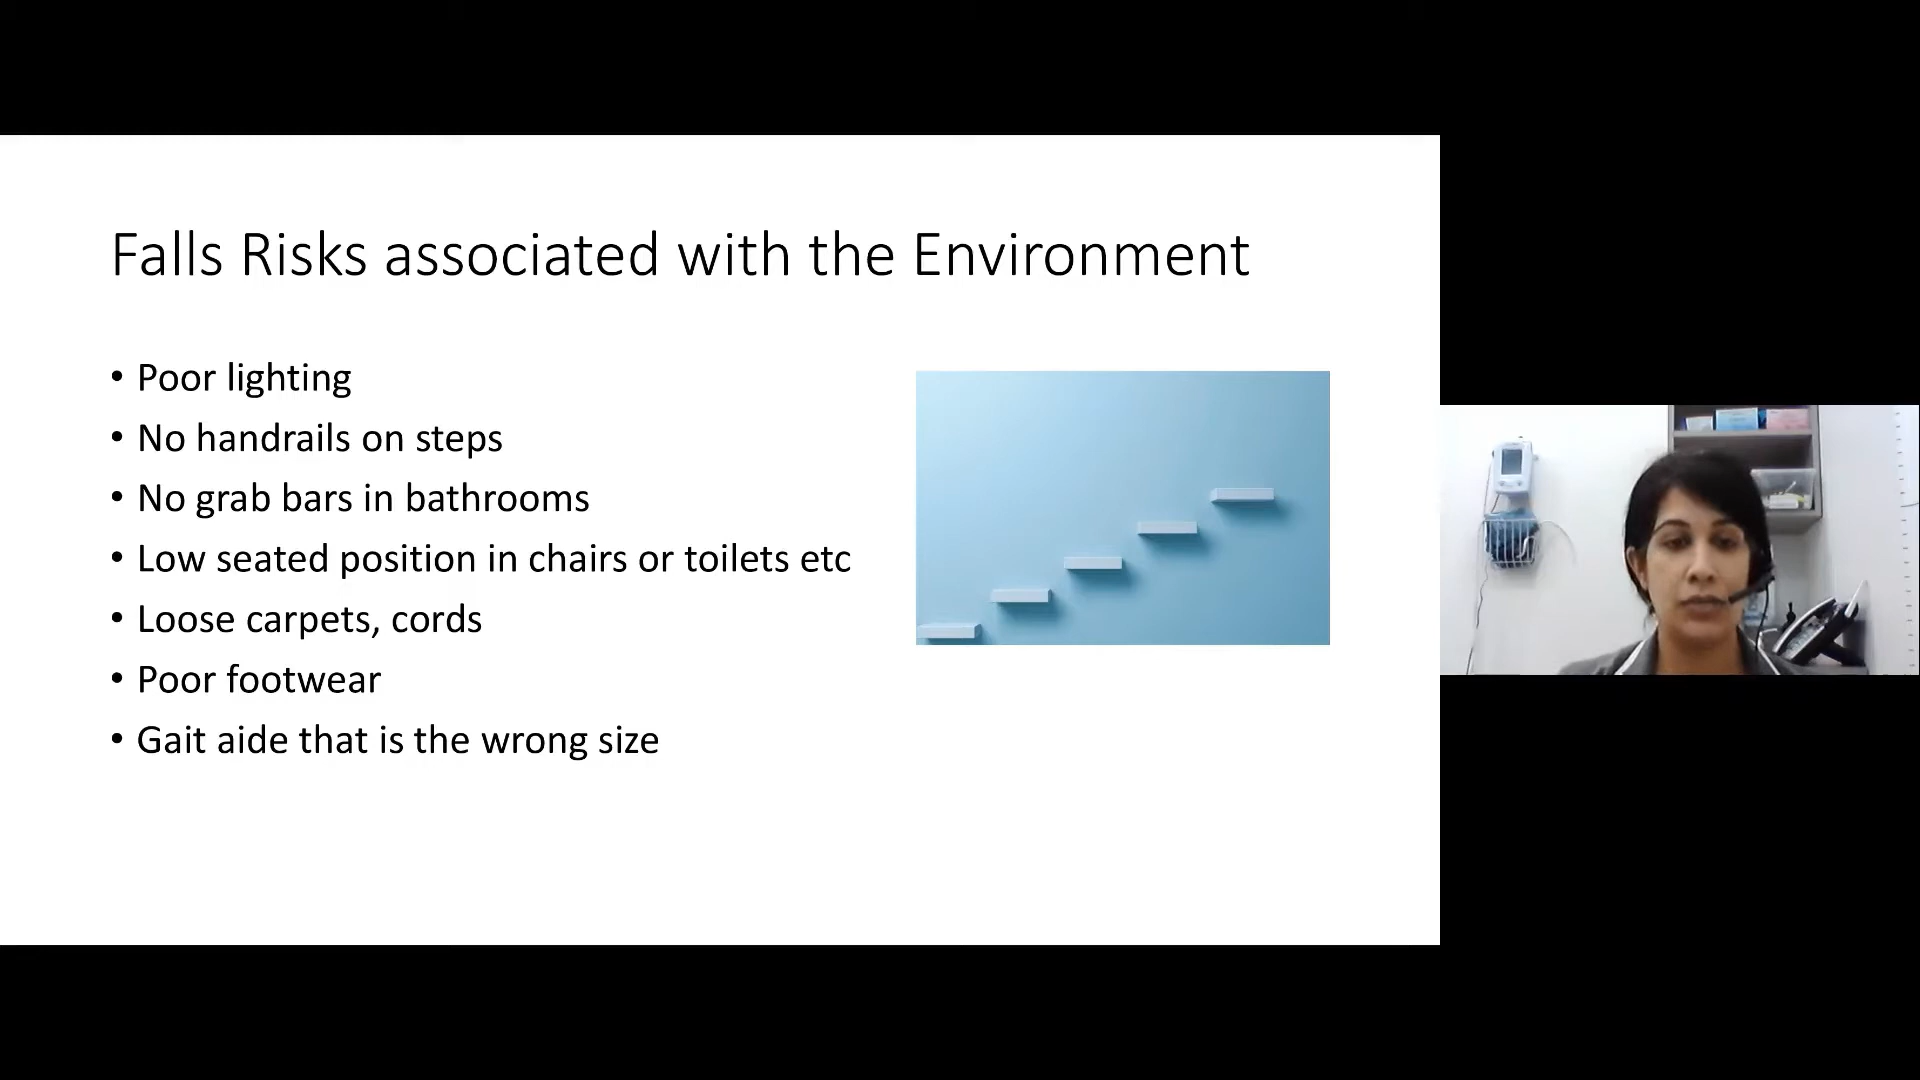 Falls Risks associated with the Environment
• Poor lighting
• No handrails on steps
• No grab bars in bathrooms
• Low seated position in chairs or toilets etc
• Loose carpets, cords
• Poor footwear
• Gait aide that is the wrong size